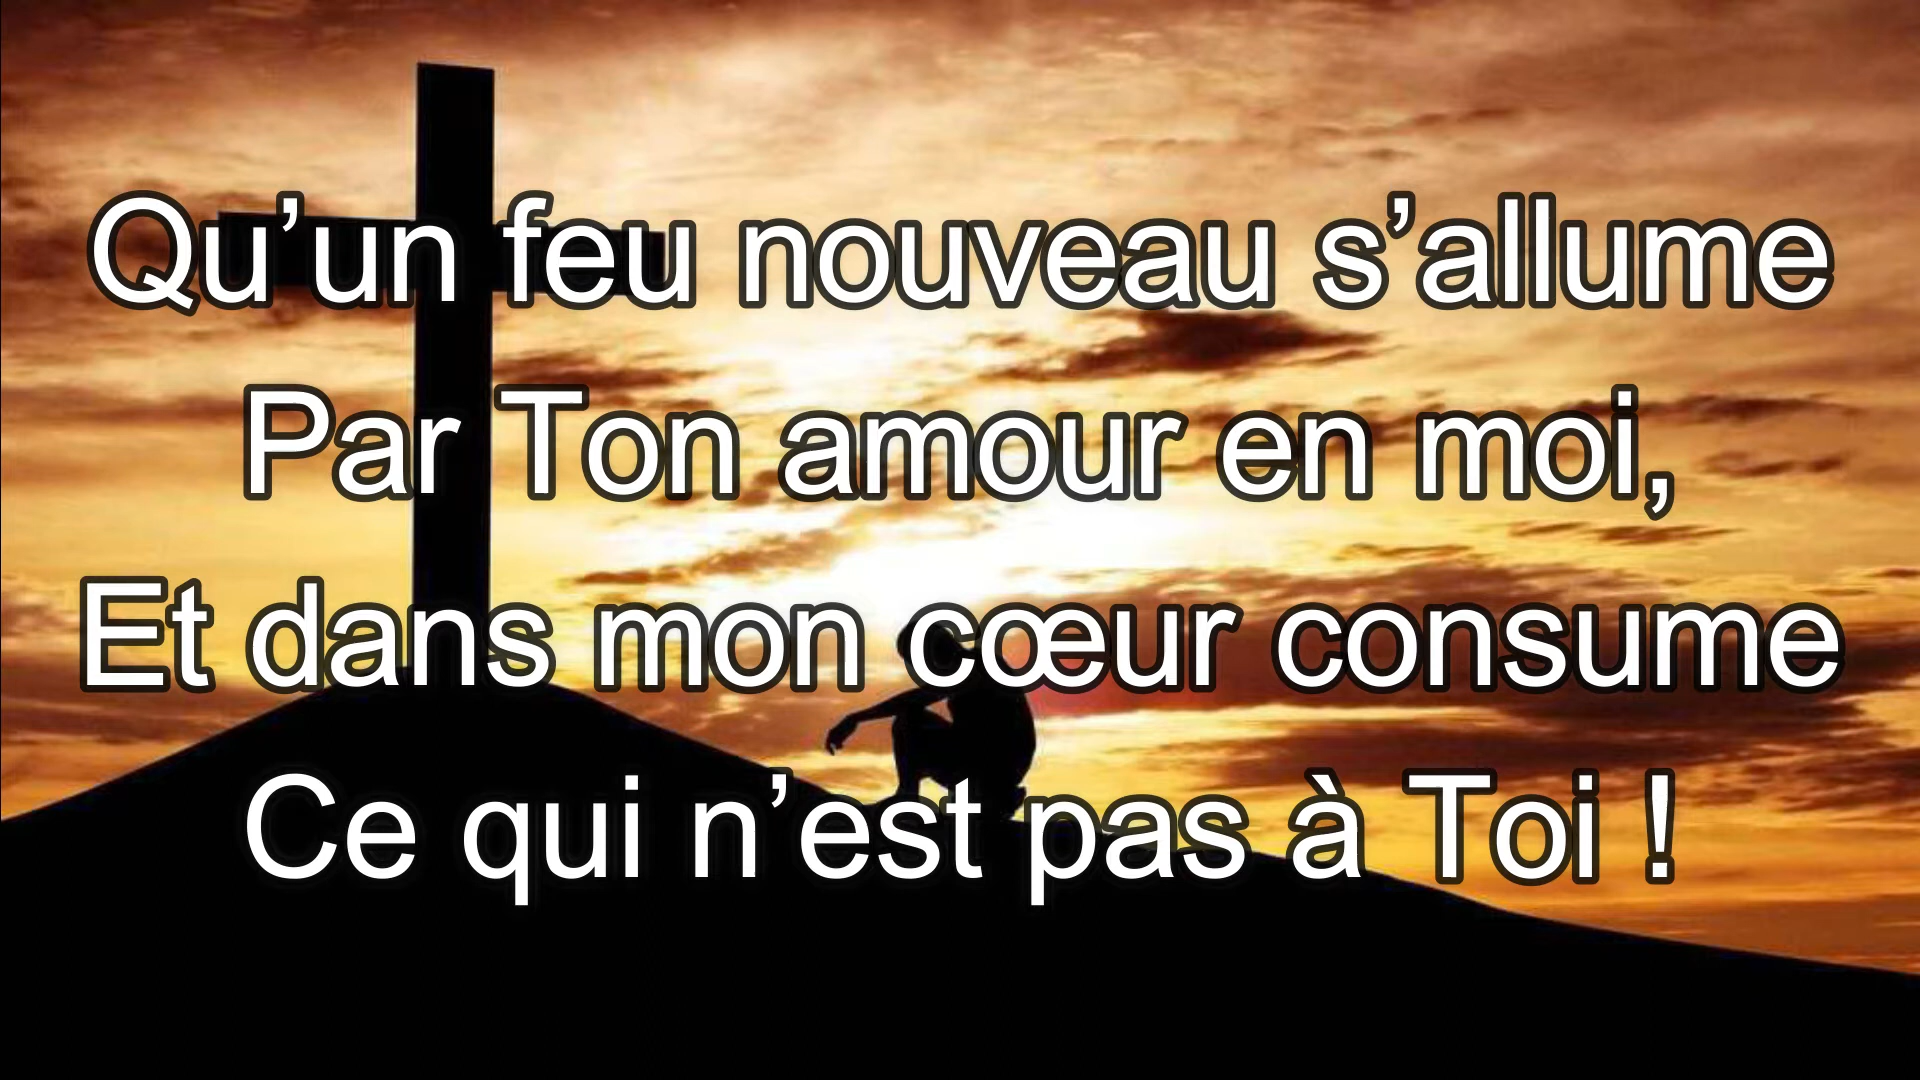 Qu’un feu nouveau s’allume
Par Ton amour en moi,
Et dans mon cœur consume
Ce qui n’est pas à Toi !